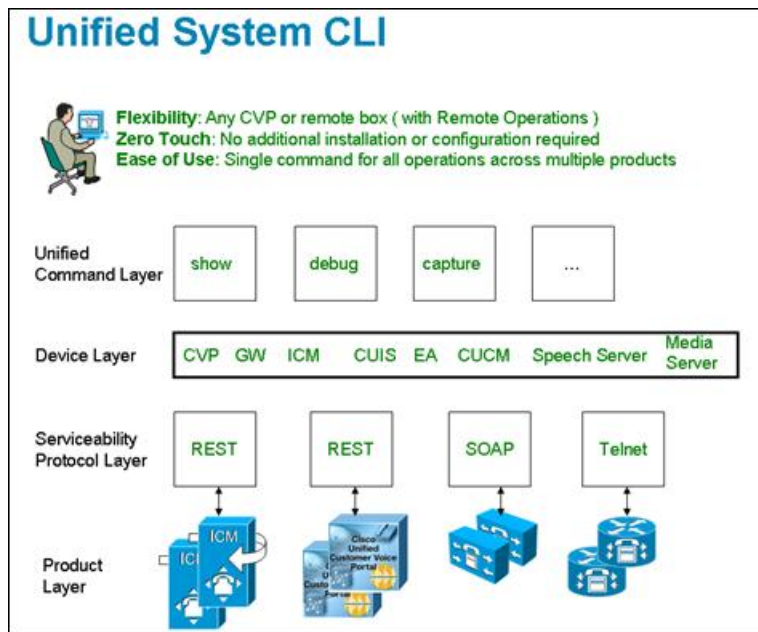 Unified System CLI
Flexibility: Any CVP or remote box ( with Remote Operations )
Zero Touch: No additional installation or configuration required
Ease of Use: Single command for all operations across multiple products
Unified
Command Layer
show
debug
capture
...
Device Layer
CVP GW ICM CUIS EA CUCM Speech Server Media
Server
Serviceability
Protocol Layer
REST
REST
SOAP
Telnet
Product
Layer
ICM
ICM
Cisco
Unified
Customer Voice
Portal
Portal